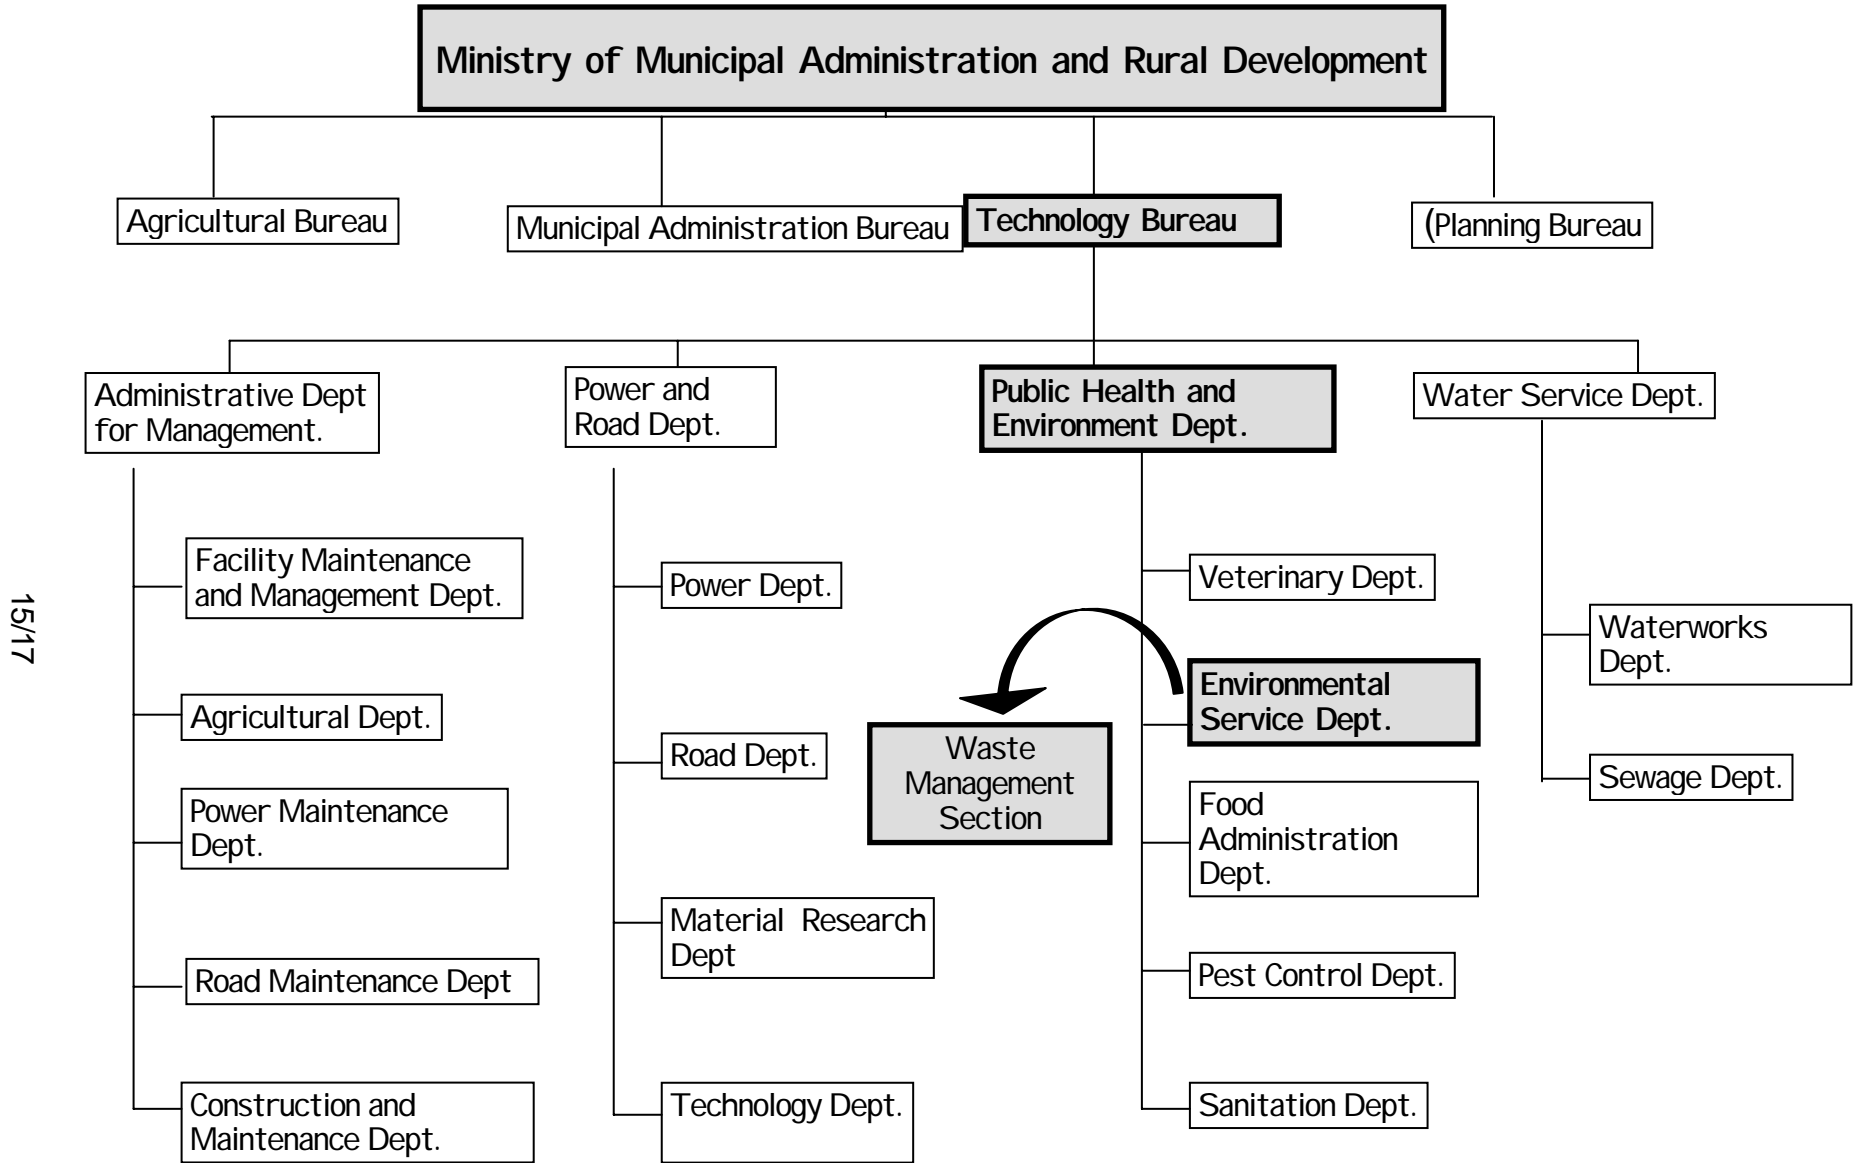 Ministry of Municipal Administration and Rural Development
Agricultural Bureau
Municipal Administration Bureau
Technology Bureau
(Planning Bureau
Administrative Dept
for Management.
Power and
Road Dept.
Public Health and
Environment Dept.
Water Service Dept.
Facility Maintenance
and Management Dept.
Agricultural Dept.
Power Maintenance
Dept.
Road Maintenance Dept
Construction and
Maintenance Dept.
Power Dept.
Road Dept.
Material Research
Dept
Technology Dept.
Veterinary Dept.
Environmental
Service Dept.
Waste
Management
Section
Food
Administration
Dept.
Pest Control Dept.
Sanitation Dept.
Waterworks
Dept.
Sewage Dept.
15/17